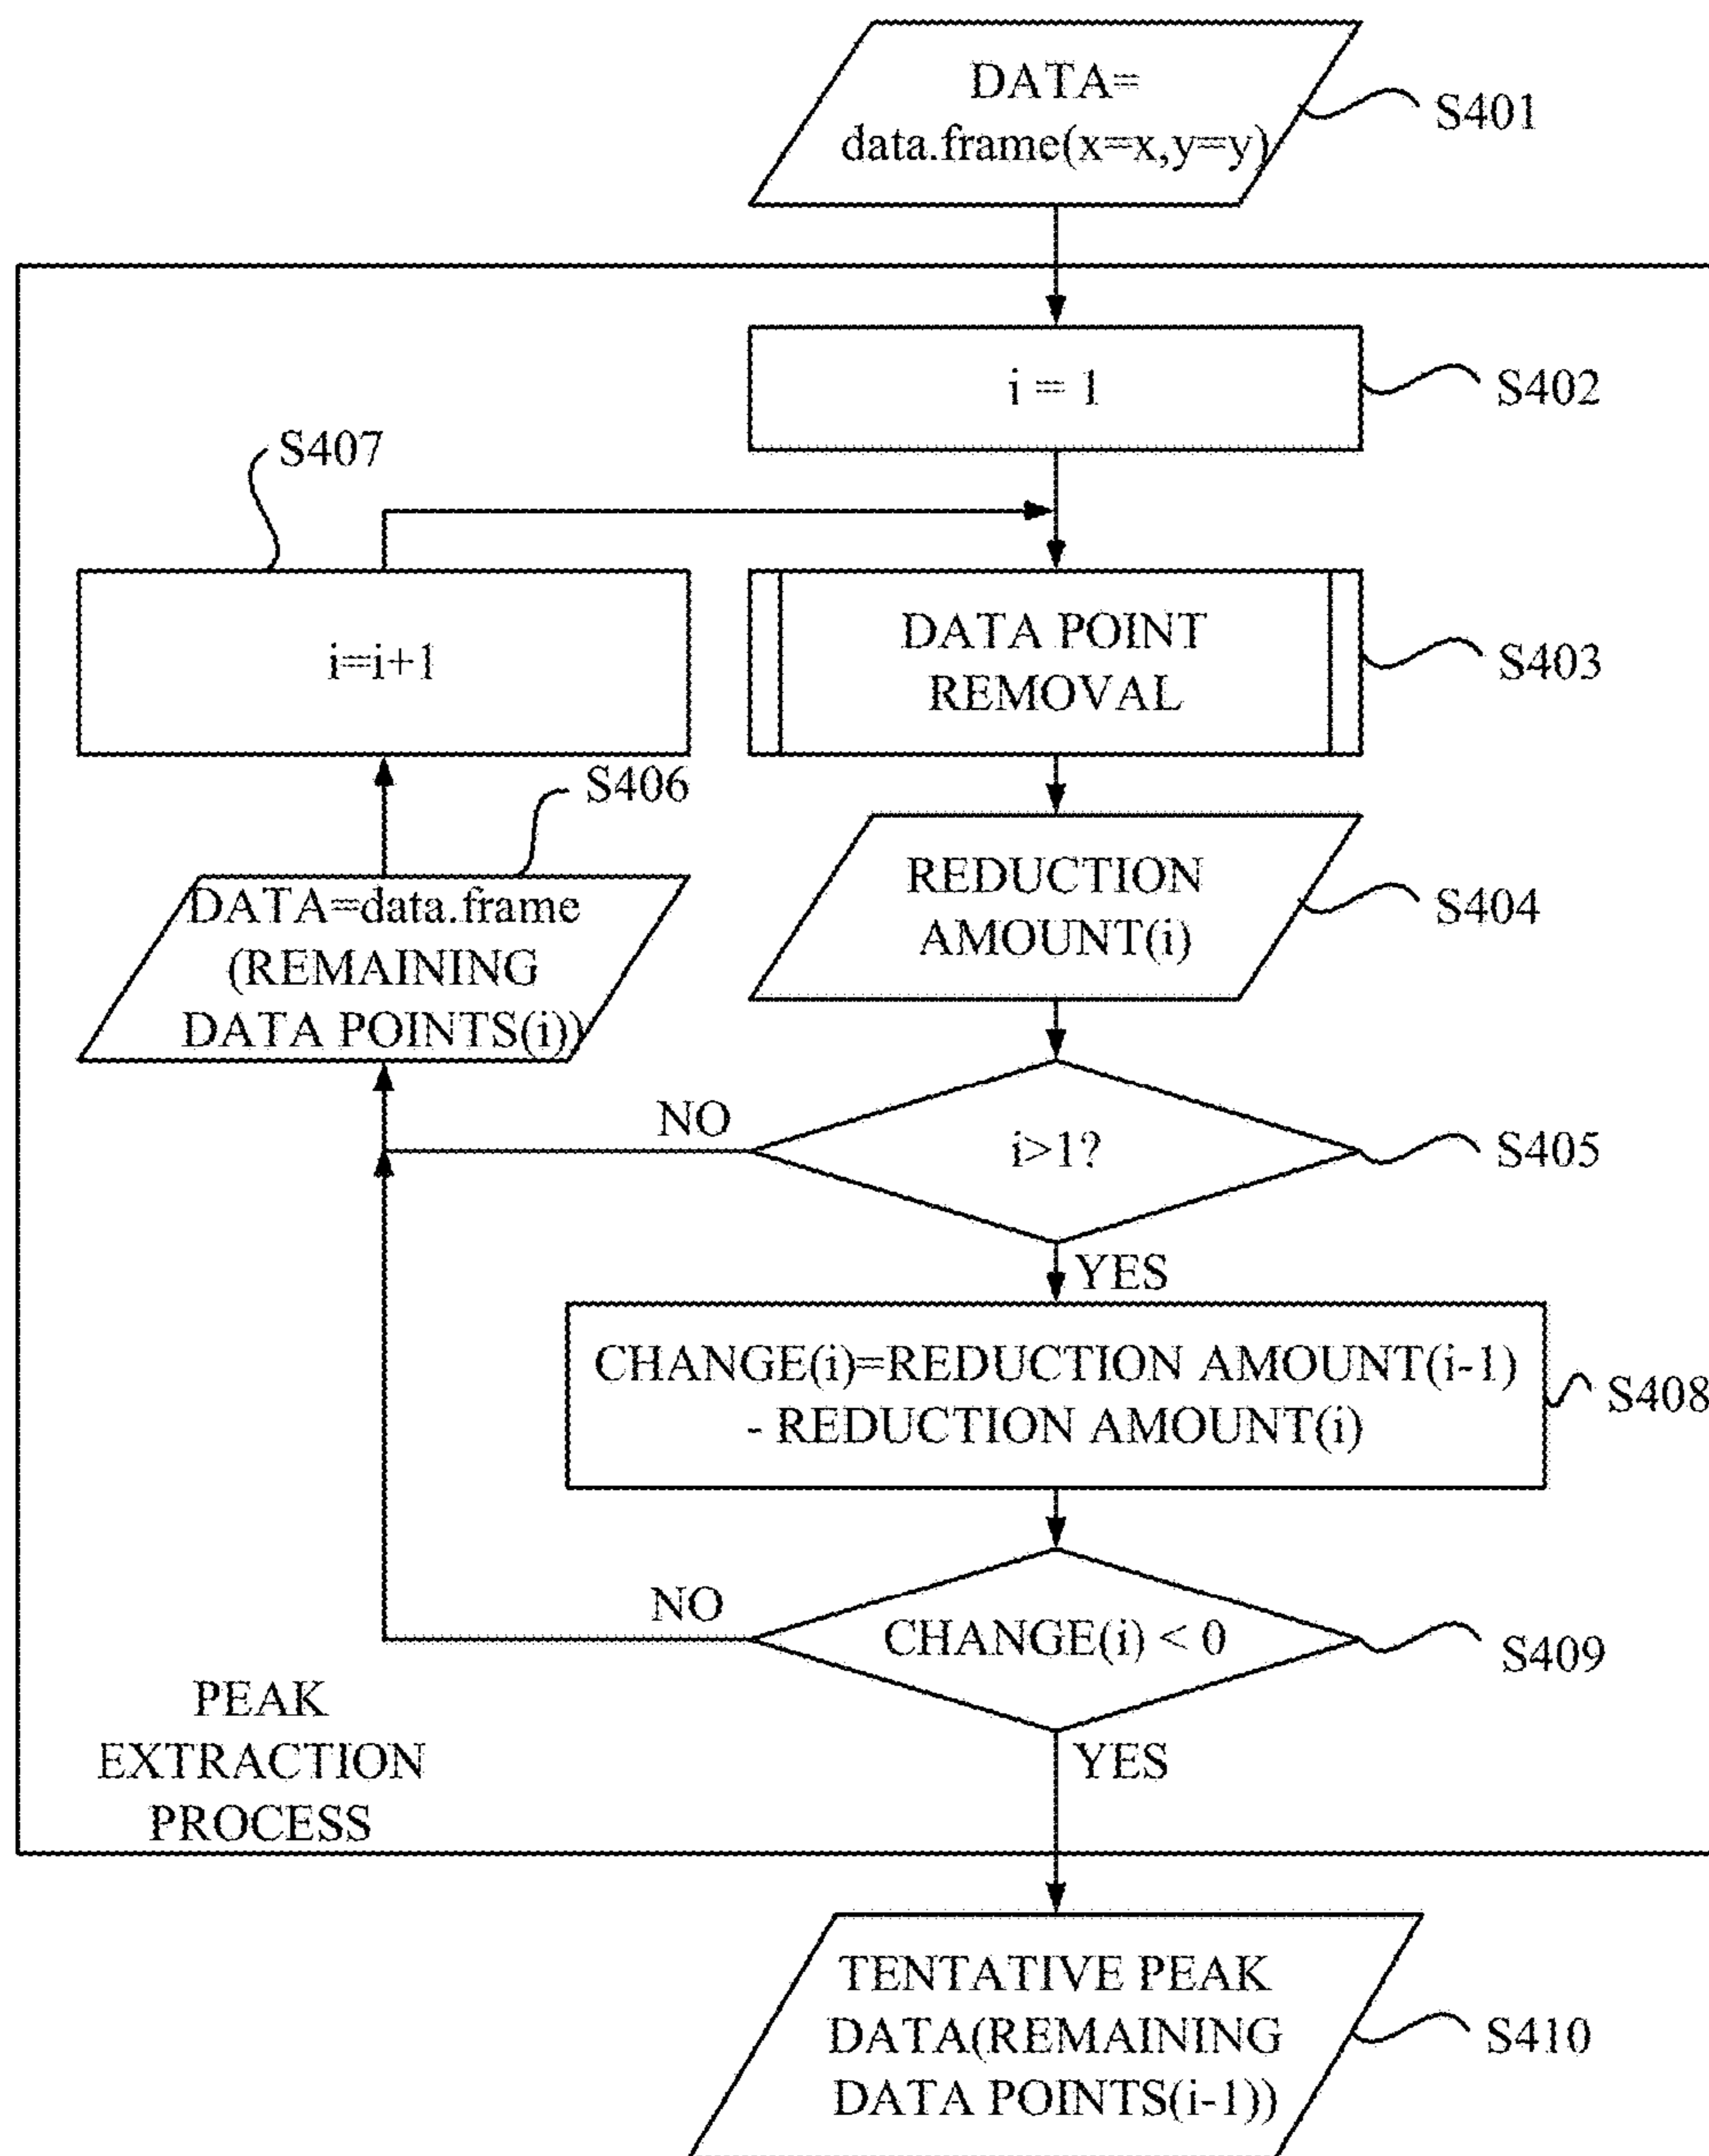 DATA=
data.frame(x=x,y=y)
S401
i = 1
S402
S407
i=i+1
DATA POINT
REMOVAL
S403
S406
DATA=data.frame
(REMAINING
DATA POINTS(i))
REDUCTION
AMOUNT(i)
S404
NO
i>1?
S405
YES
CHANGE(i)=REDUCTION AMOUNT(i-1)
- REDUCTION AMOUNT(i)
S408
NO
CHANGE(i) < 0
S409
YES
PEAK
EXTRACTION
PROCESS
TENTATIVE PEAK
DATA(REMAINING
DATA POINTS(i-1))
S410